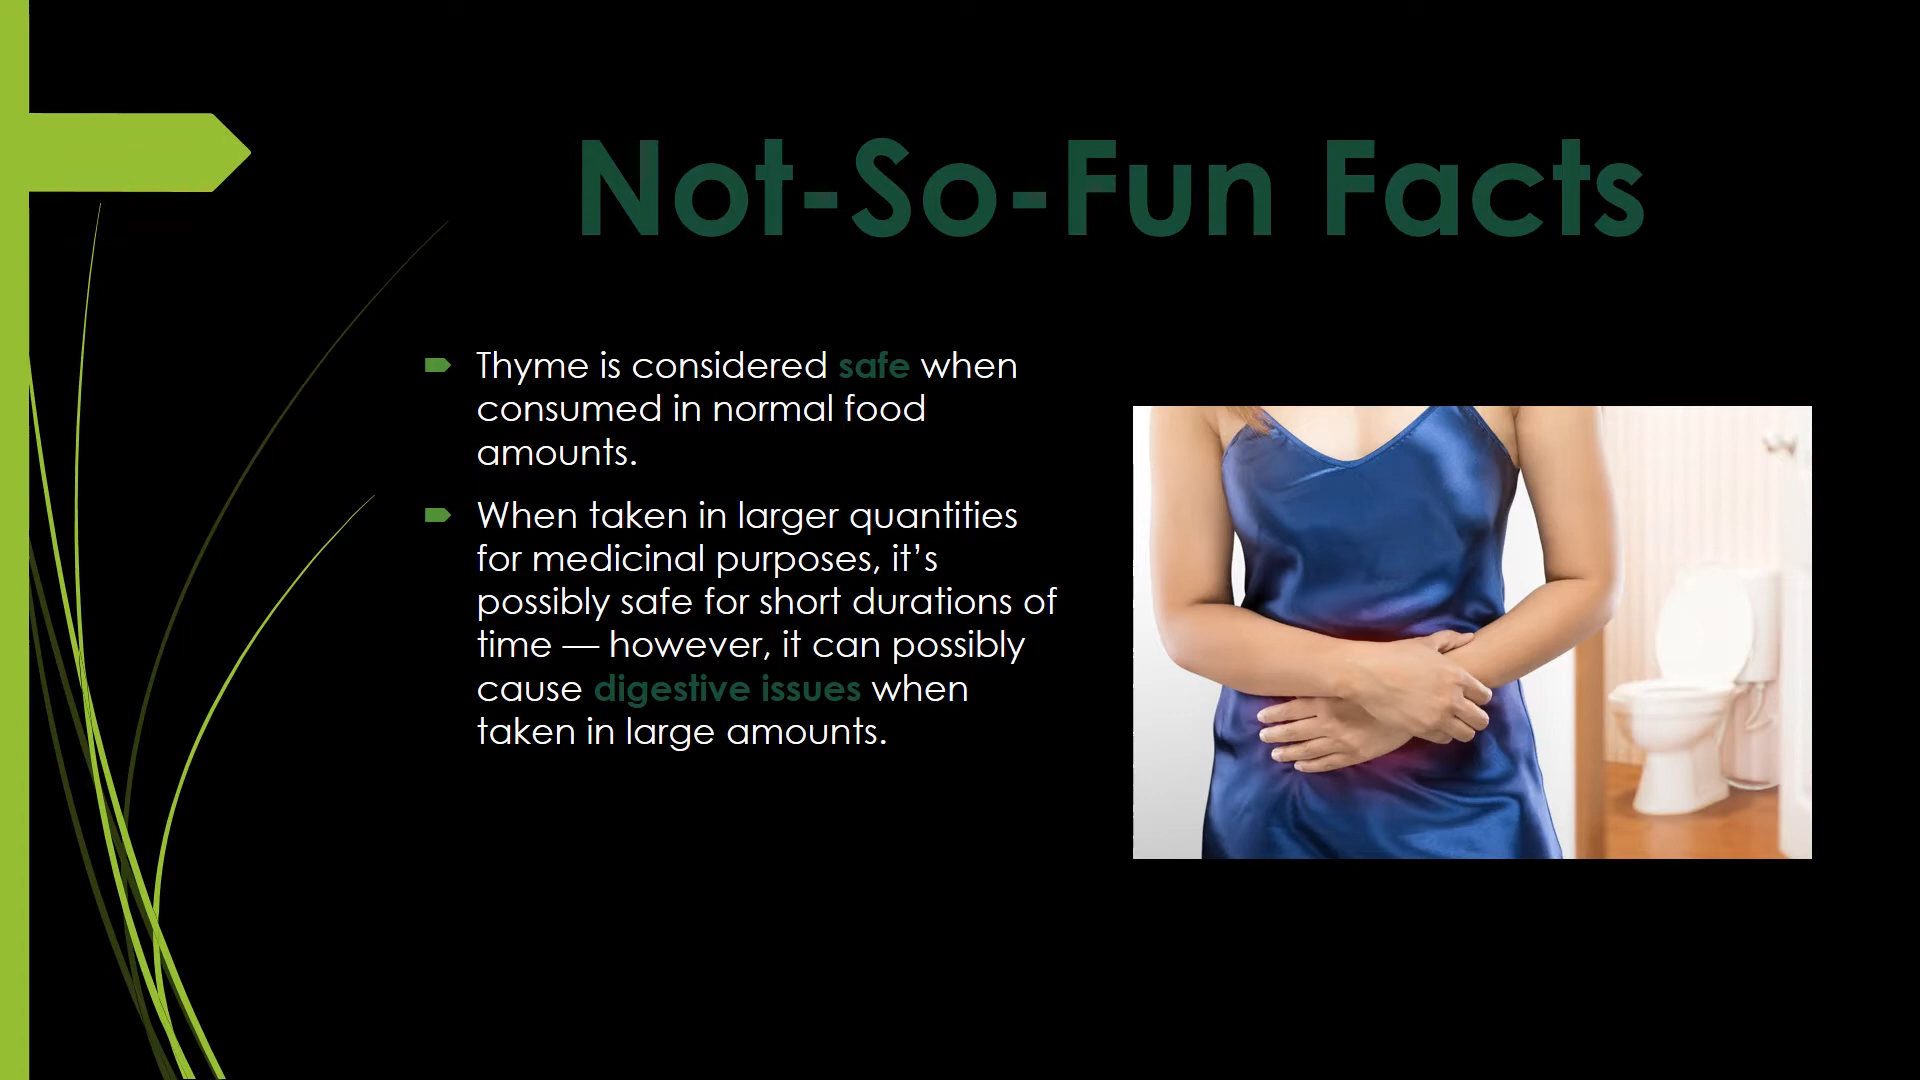 Not-So-Fun Facts
Thyme is considered safe when
consumed in normal food
amounts.
When taken in larger quantities
for medicinal purposes, it’s
possibly safe for short durations of
time — however, it can possibly
cause digestive issues when
taken in large amounts.